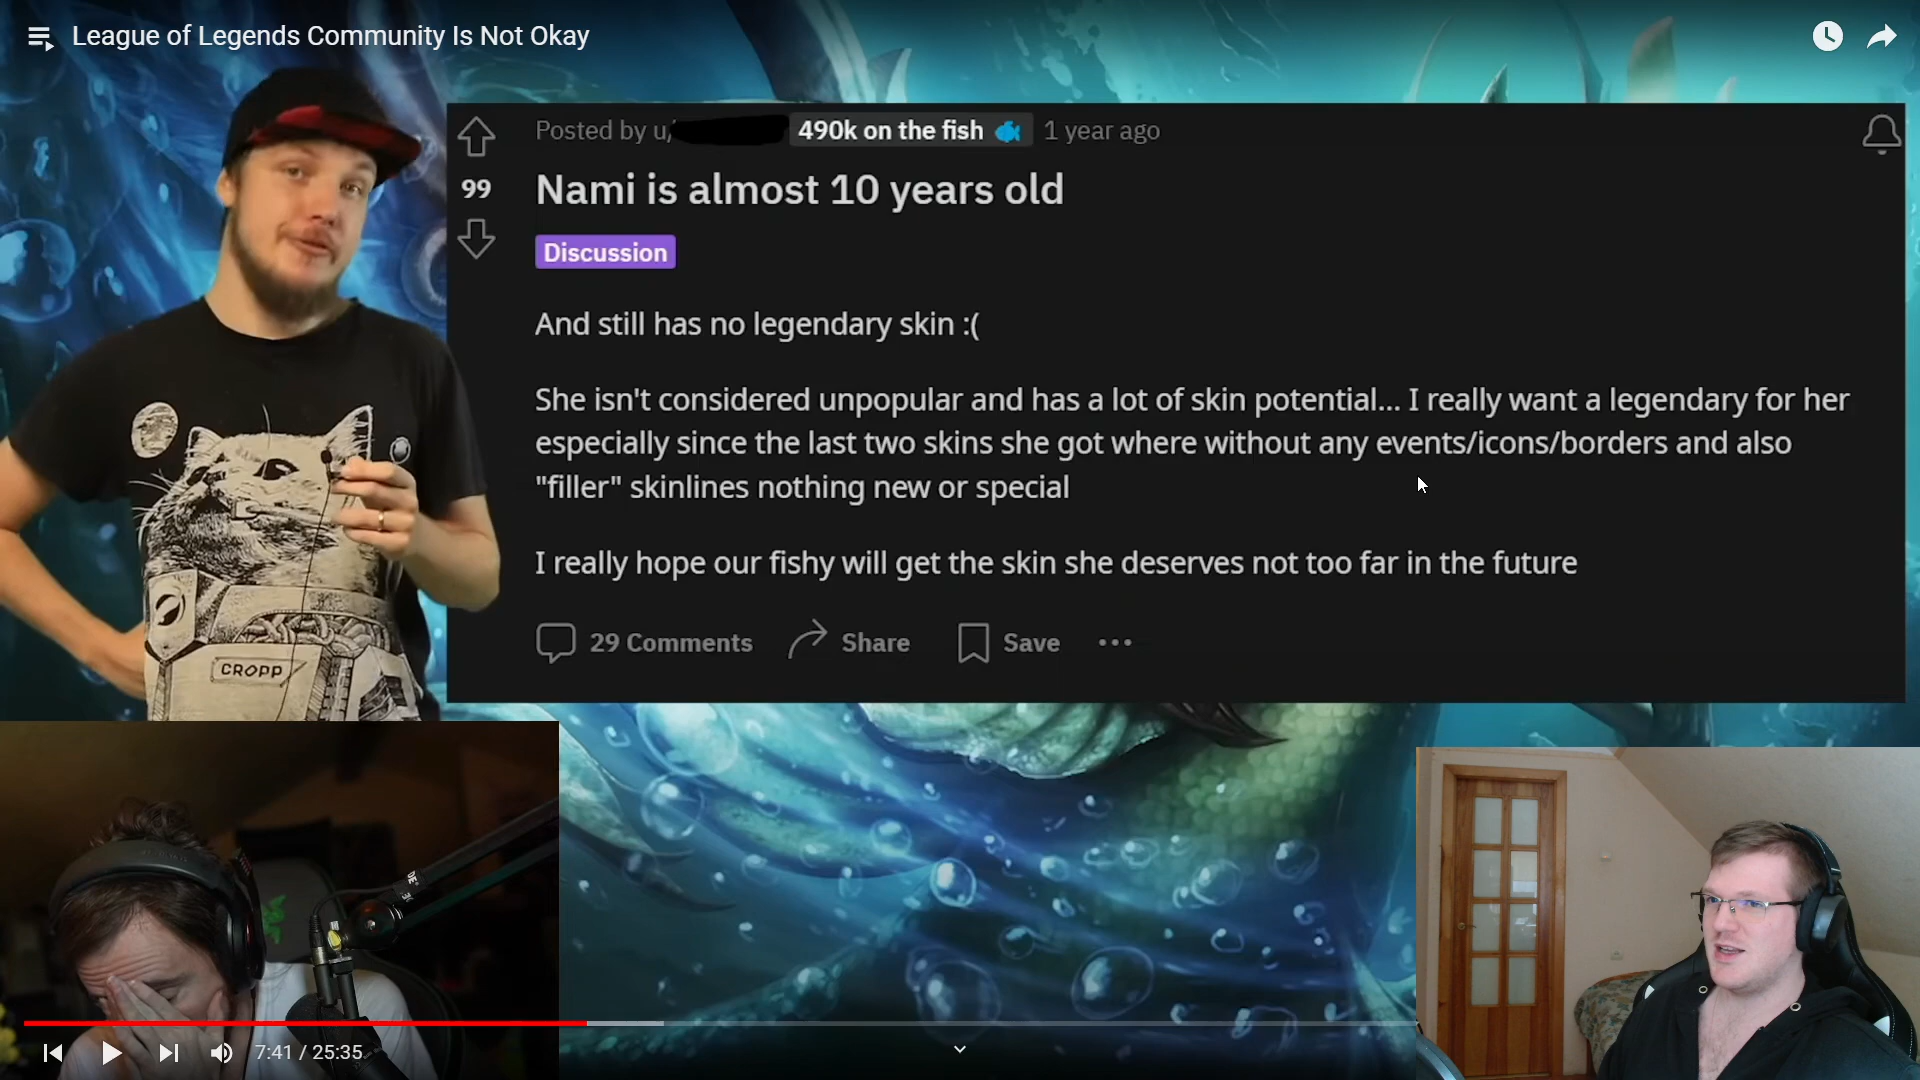 League of Legends Community Is Not Okay
Posted by u/ 490k on the fish 1 year ago
99
Nami is almost 10 years old
Discussion
And still has no legendary skin :(
She isn't considered unpopular and has a lot of skin potential... I really want a legendary for her
especially since the last two skins she got where without any events/icons/borders and also
"filler" skinlines nothing new or special
I really hope our fishy will get the skin she deserves not too far in the future
29 Comments Share Save
CROPP
7:41 / 25:35